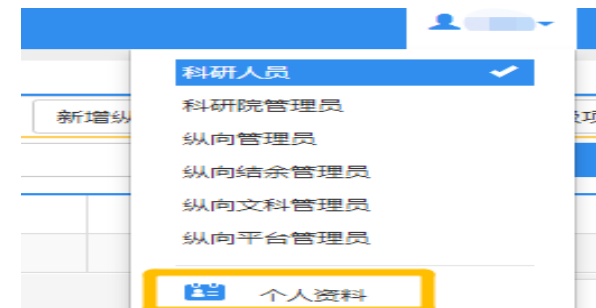 科研人员
科研院管理员
新增纵
纵向管理员
纵向结余管理员
纵向文科管理员
纵向平台管理员
个人资料